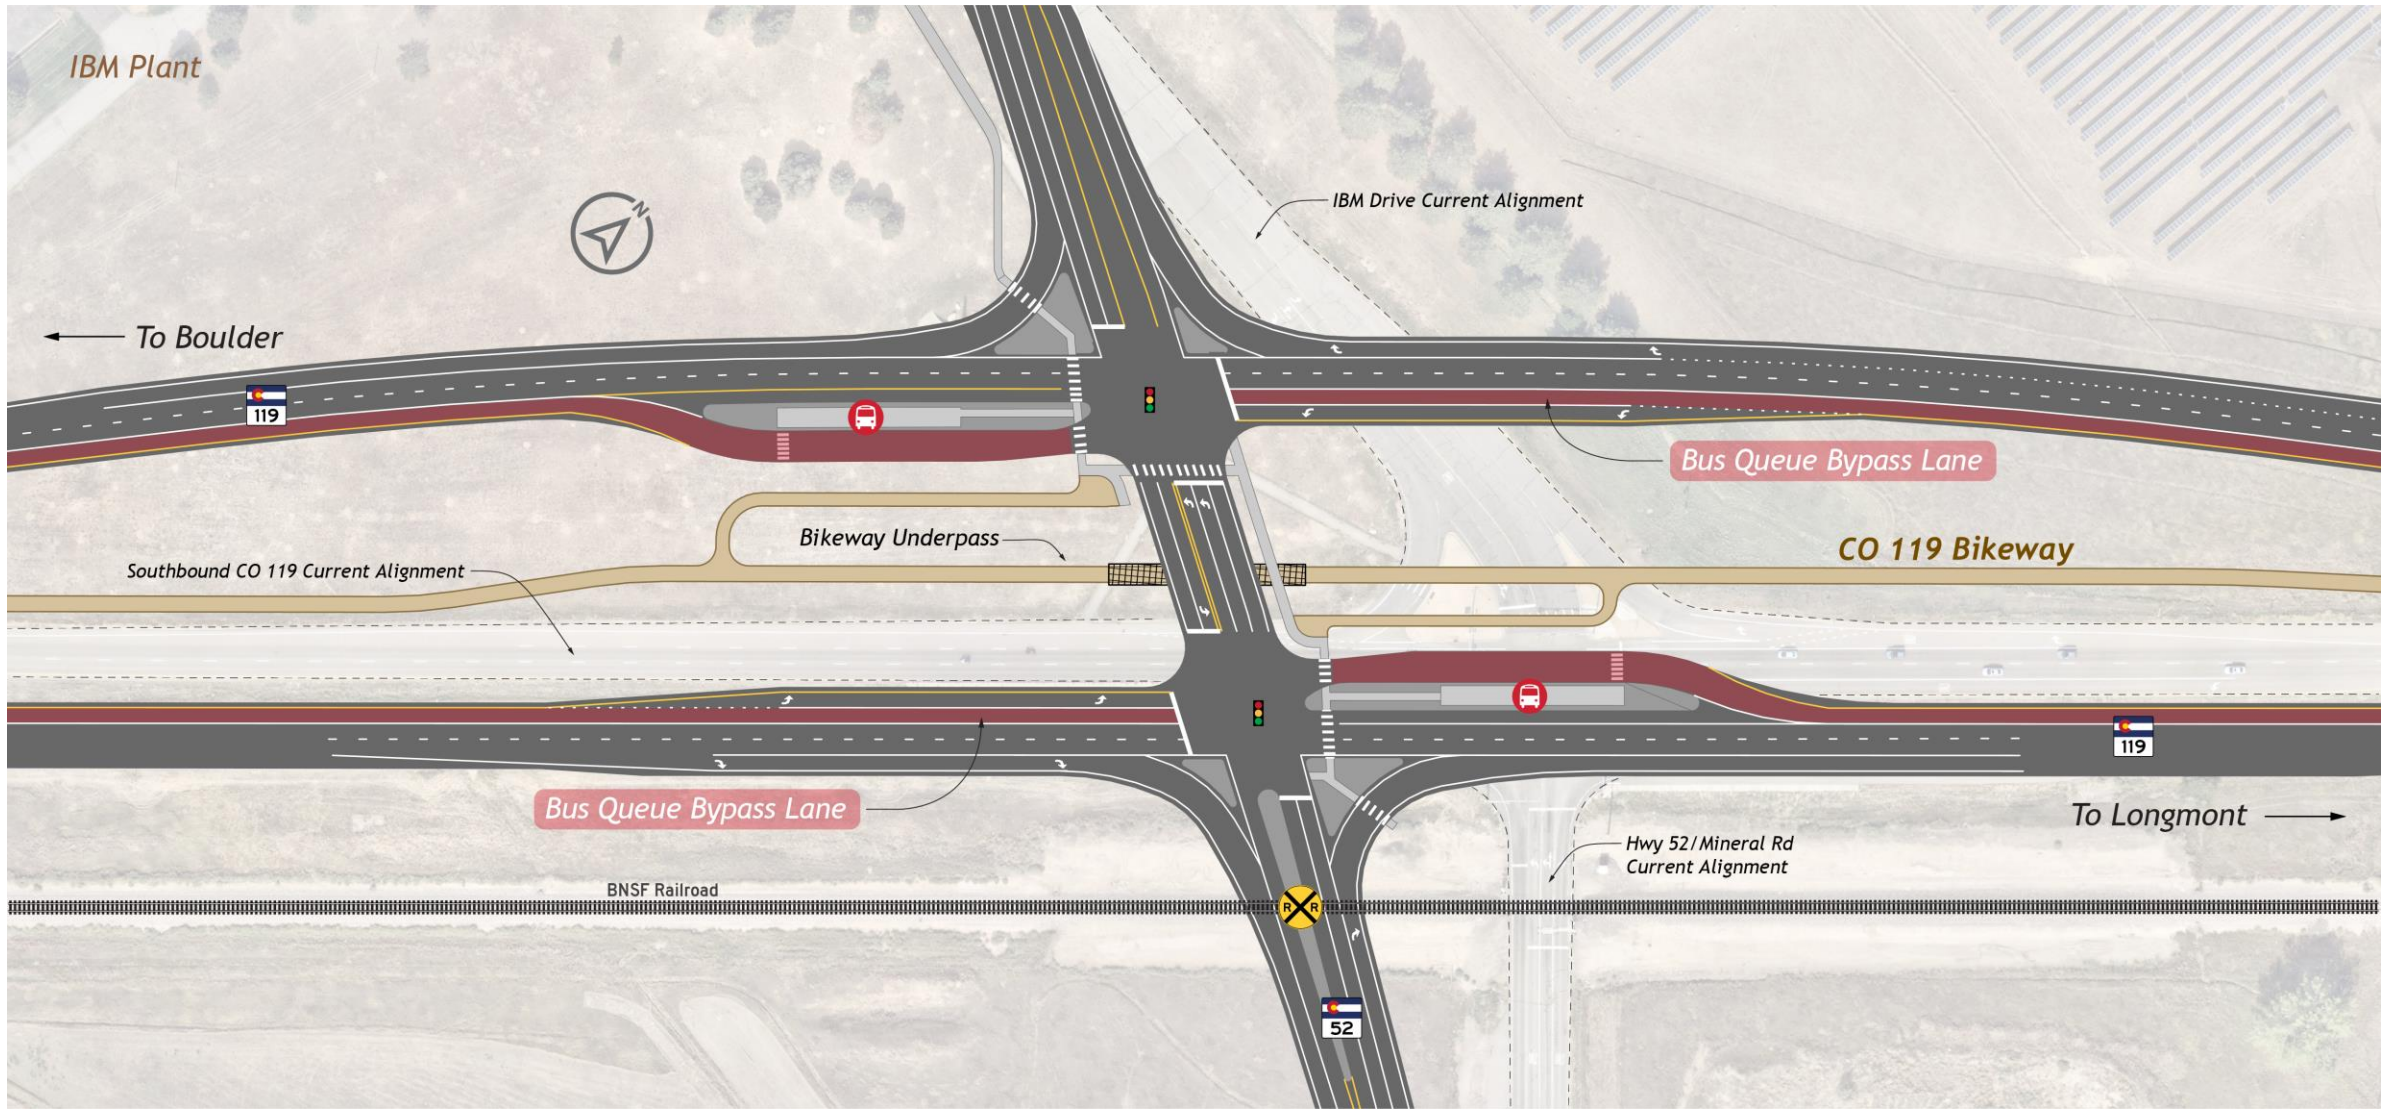 IBM Plant
N
IBM Drive Current Alignment
To Boulder
119
Bus Queue Bypass Lane
Bikeway Underpass
CO 119 Bikeway
Southbound CO 119 Current Alignment
119
Bus Queue Bypass Lane
To Longmont
Hwy 52/Mineral Rd
Current Alignment
BNSF Railroad
R R
52